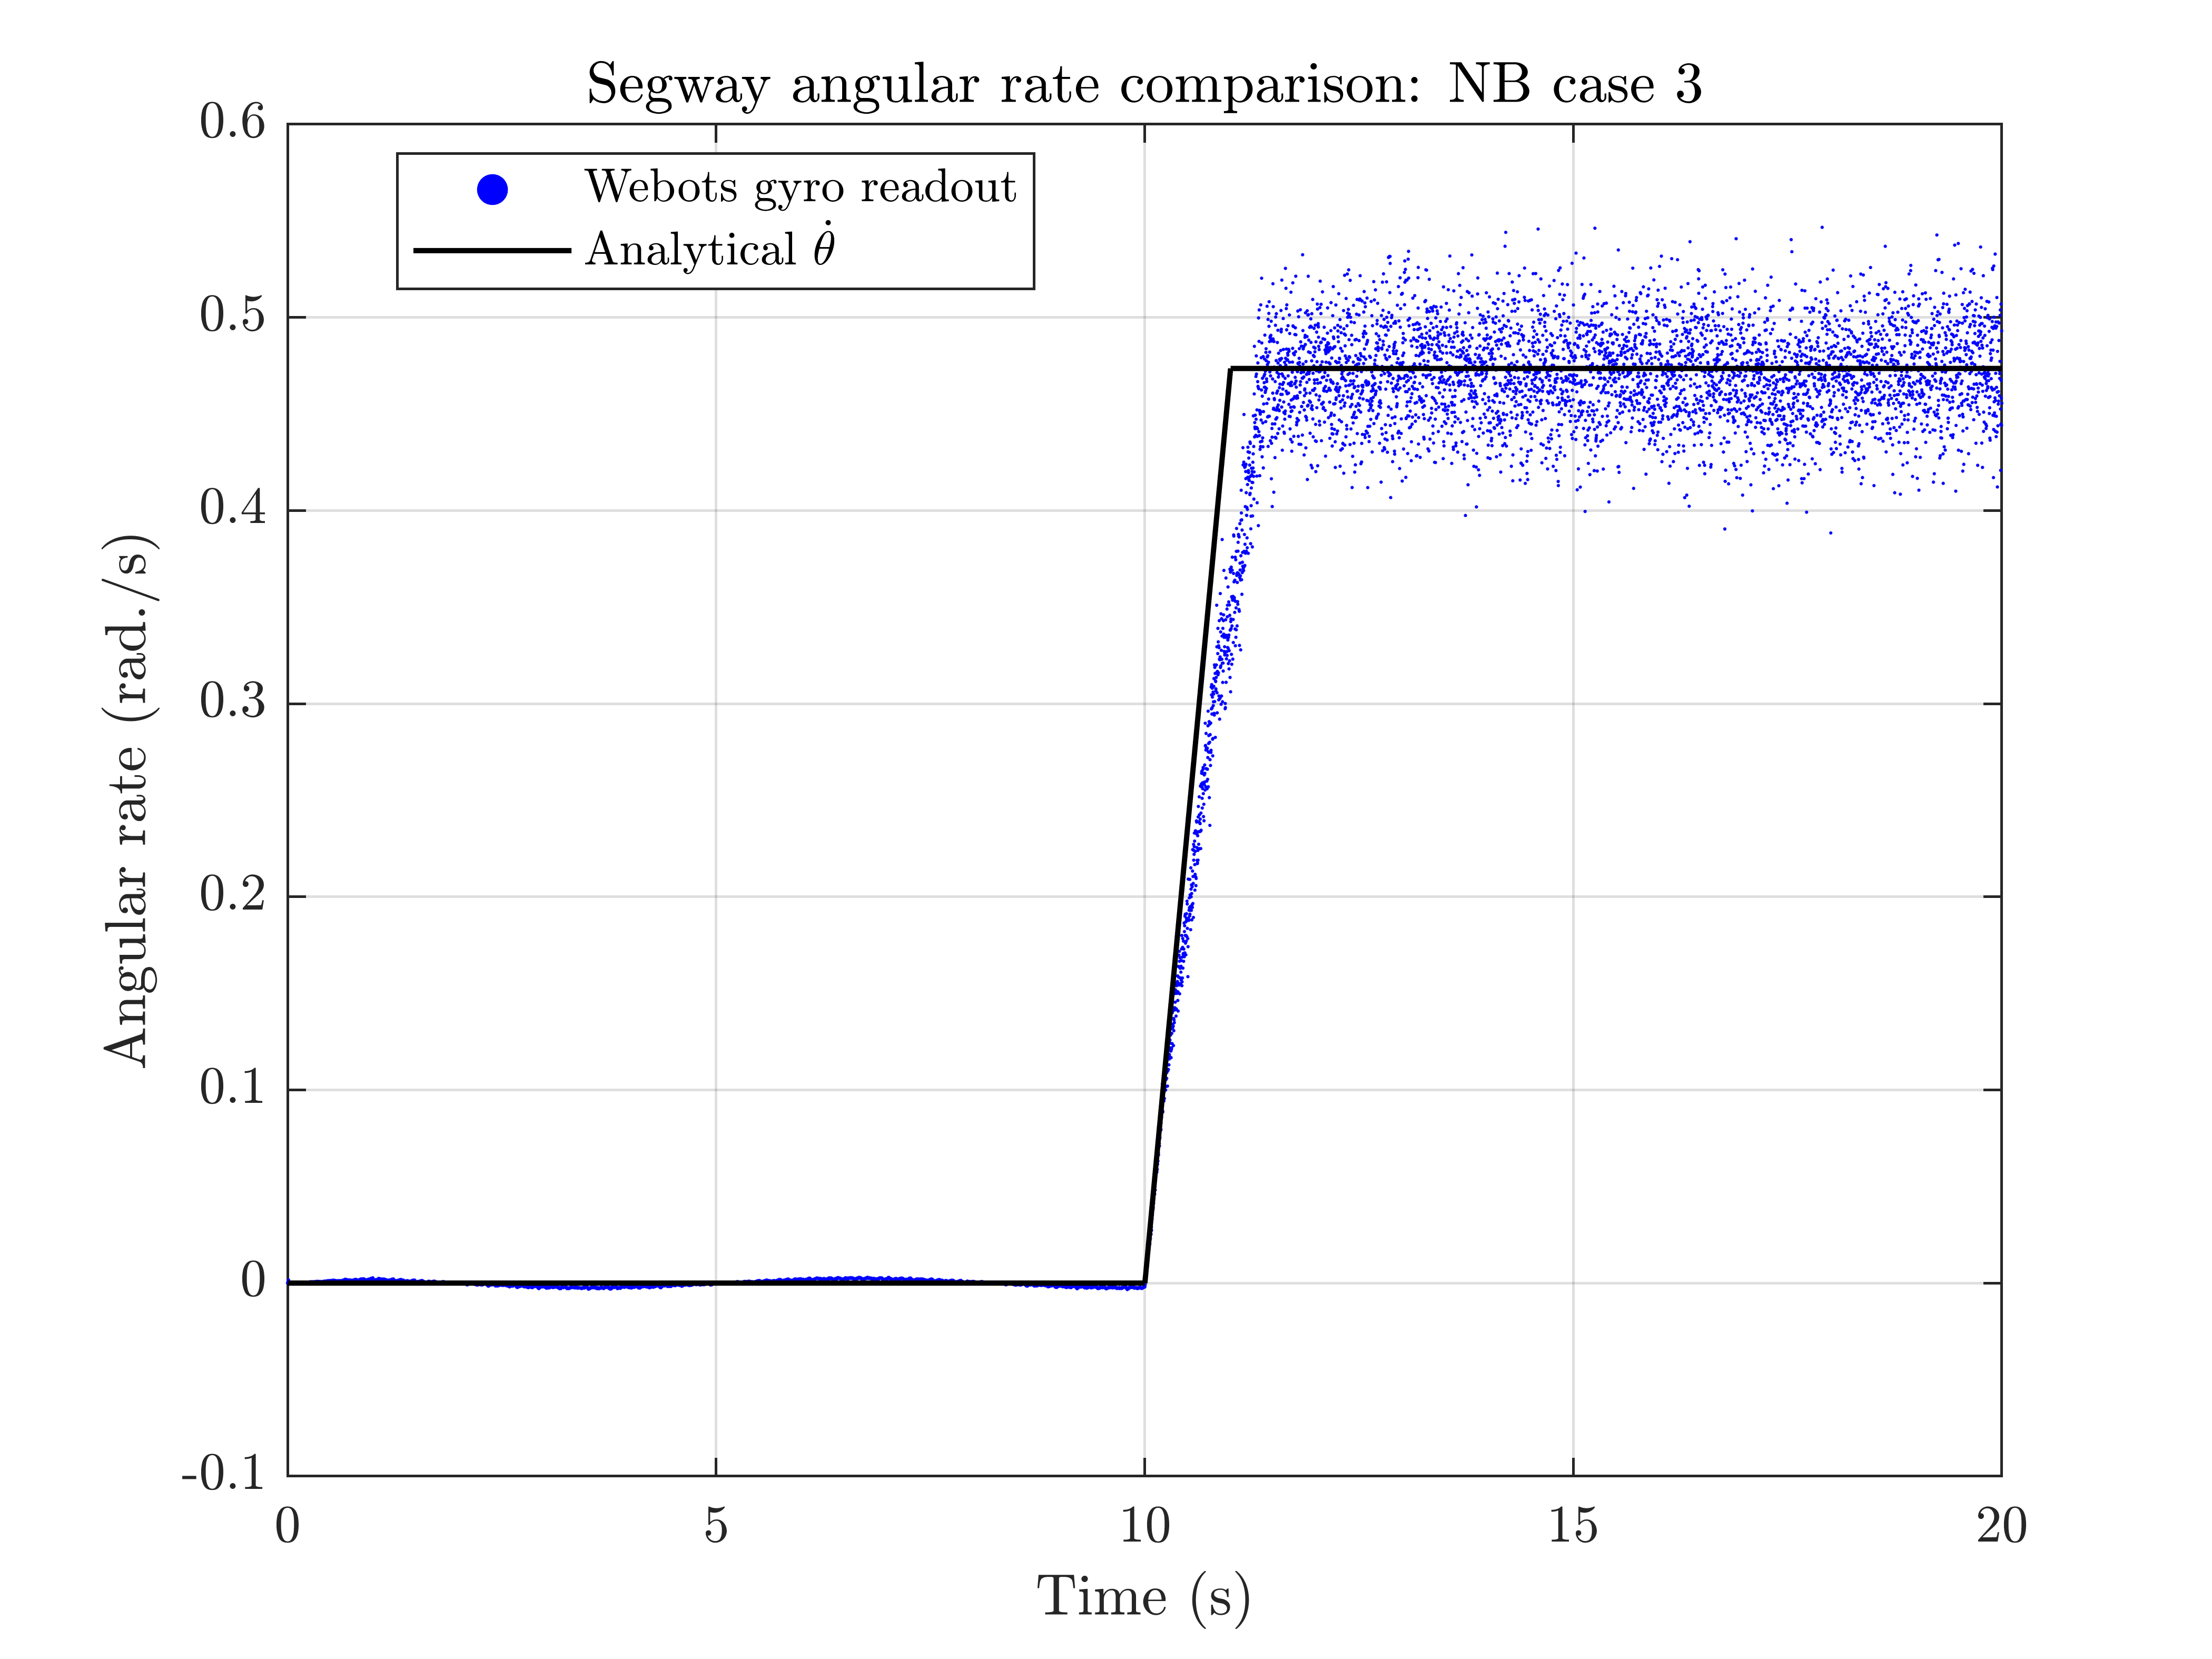 Segway angular rate comparison: NB case 3
Webots gyro readout
Analytical θ̇
0.6
0.5
0.4
0.3
0.2
0.1
0
-0.1
Angular rate (rad./s)
0 5 10 15 20
Time (s)